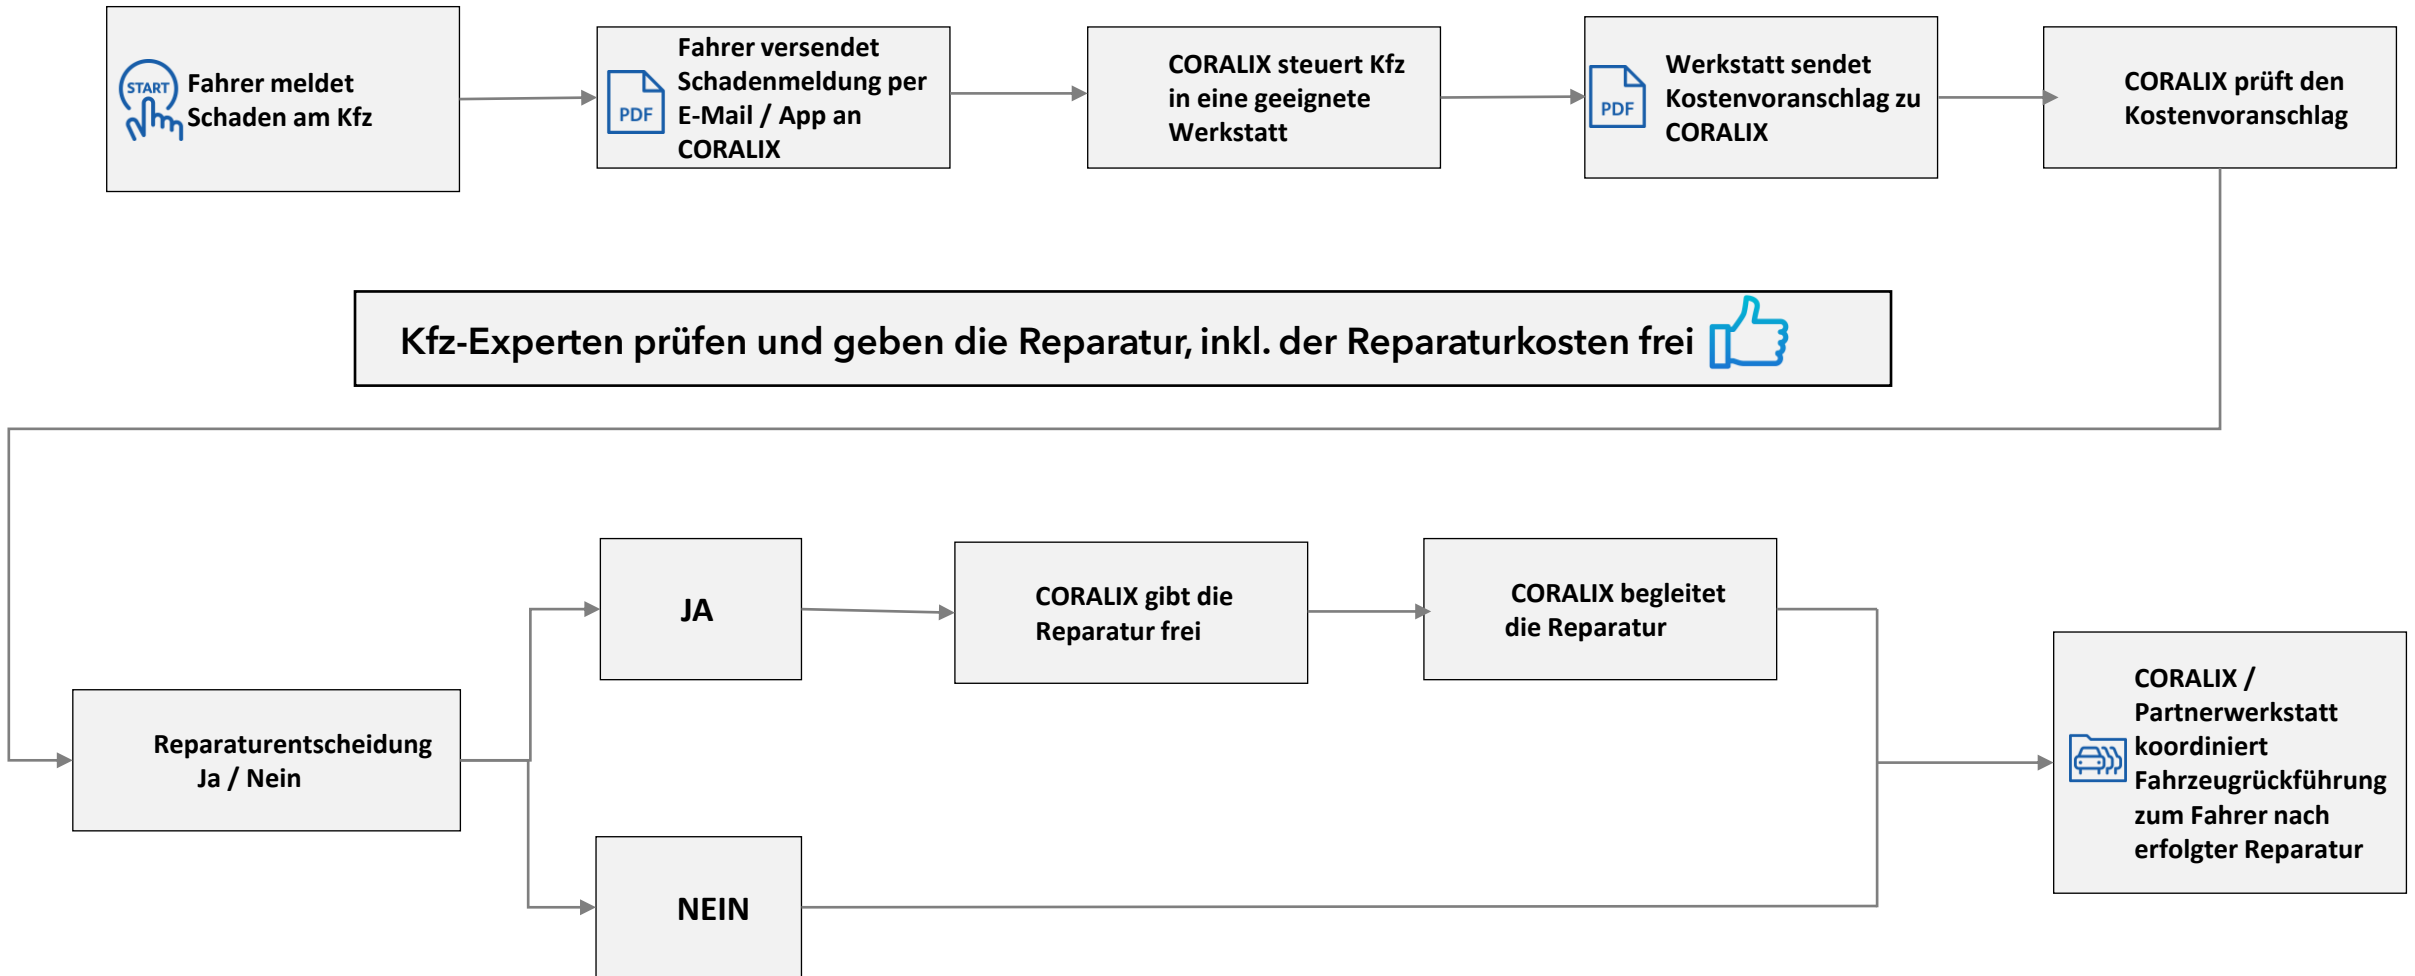 START
Fahrer meldet
Schaden am Kfz
PDF
Fahrer versendet
Schadenmeldung per
E-Mail / App an
CORALIX
CORALIX steuert Kfz
in eine geeignete
Werkstatt
PDF
Werkstatt sendet
Kostenvoranschlag zu
CORALIX
CORALIX prüft den
Kostenvoranschlag
Kfz-Experten prüfen und geben die Reparatur, inkl. der Reparaturkosten frei
Reparaturentscheidung
Ja / Nein
JA
CORALIX gibt die
Reparatur frei
CORALIX begleitet
die Reparatur
NEIN
CORALIX /
Partnerwerkstatt
koordiniert
Fahrzeugrückführung
zum Fahrer nach
erfolgter Reparatur